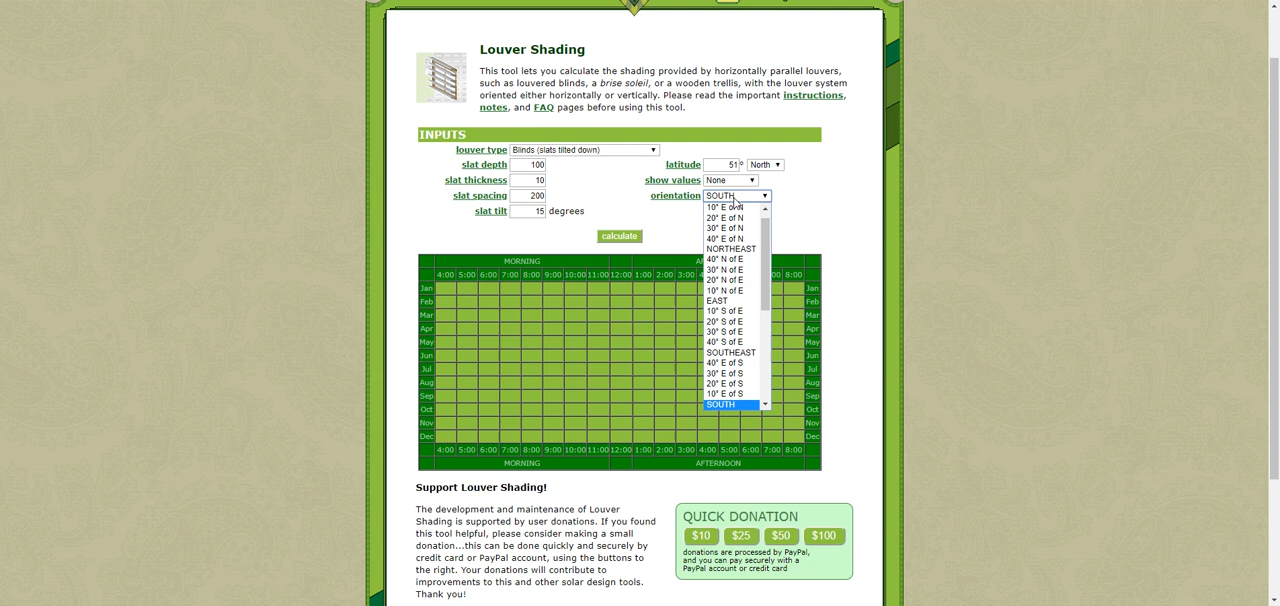 Louver Shading
This tool lets you calculate the shading provided by horizontally parallel louvers,
such as louvered blinds, a brise soleil, or a wooden trellis, with the louver system
oriented either horizontally or vertically. Please read the important instructions,
notes, and FAQ pages before using this tool.
INPUTS
louver type Blinds (slats tilted down)
slat depth 100 latitude 51° North
slat thickness 10 show values None
slat spacing 200 orientation SOUTH
slat tilt 15 degrees
calculate
10° E of N
20° E of N
30° E of N
40° E of N
NORTHEAST
40° N of E
30° N of E
20° N of E
10° N of E
EAST
10° S of E
20° S of E
30° S of E
40° S of E
SOUTHEAST
40° E of S
30° E of S
20° E of S
10° E of S
SOUTH
MORNING
4:00 5:00 6:00 7:00 8:00 9:00 10:00 11:00 12:00 1:00 2:00 3:00 8:00
Jan Jan
Feb Feb
Mar Mar
Apr Apr
May May
Jun Jun
Jul Jul
Aug Aug
Sep Sep
Oct Oct
Nov Nov
Dec Dec
4:00 5:00 6:00 7:00 8:00 9:00 10:00 11:00 12:00 1:00 2:00 3:00 4:00 5:00 6:00 7:00 8:00
MORNING AFTERNOON
Support Louver Shading!
The development and maintenance of Louver
Shading is supported by user donations. If you found
this tool helpful, please consider making a small
donation...this can be done quickly and securely by
credit card or PayPal account, using the buttons to
the right. Your donations will contribute to
improvements to this and other solar design tools.
Thank you!
QUICK DONATION
$10 $25 $50 $100
donations are processed by PayPal,
and you can pay securely with a
PayPal account or credit card